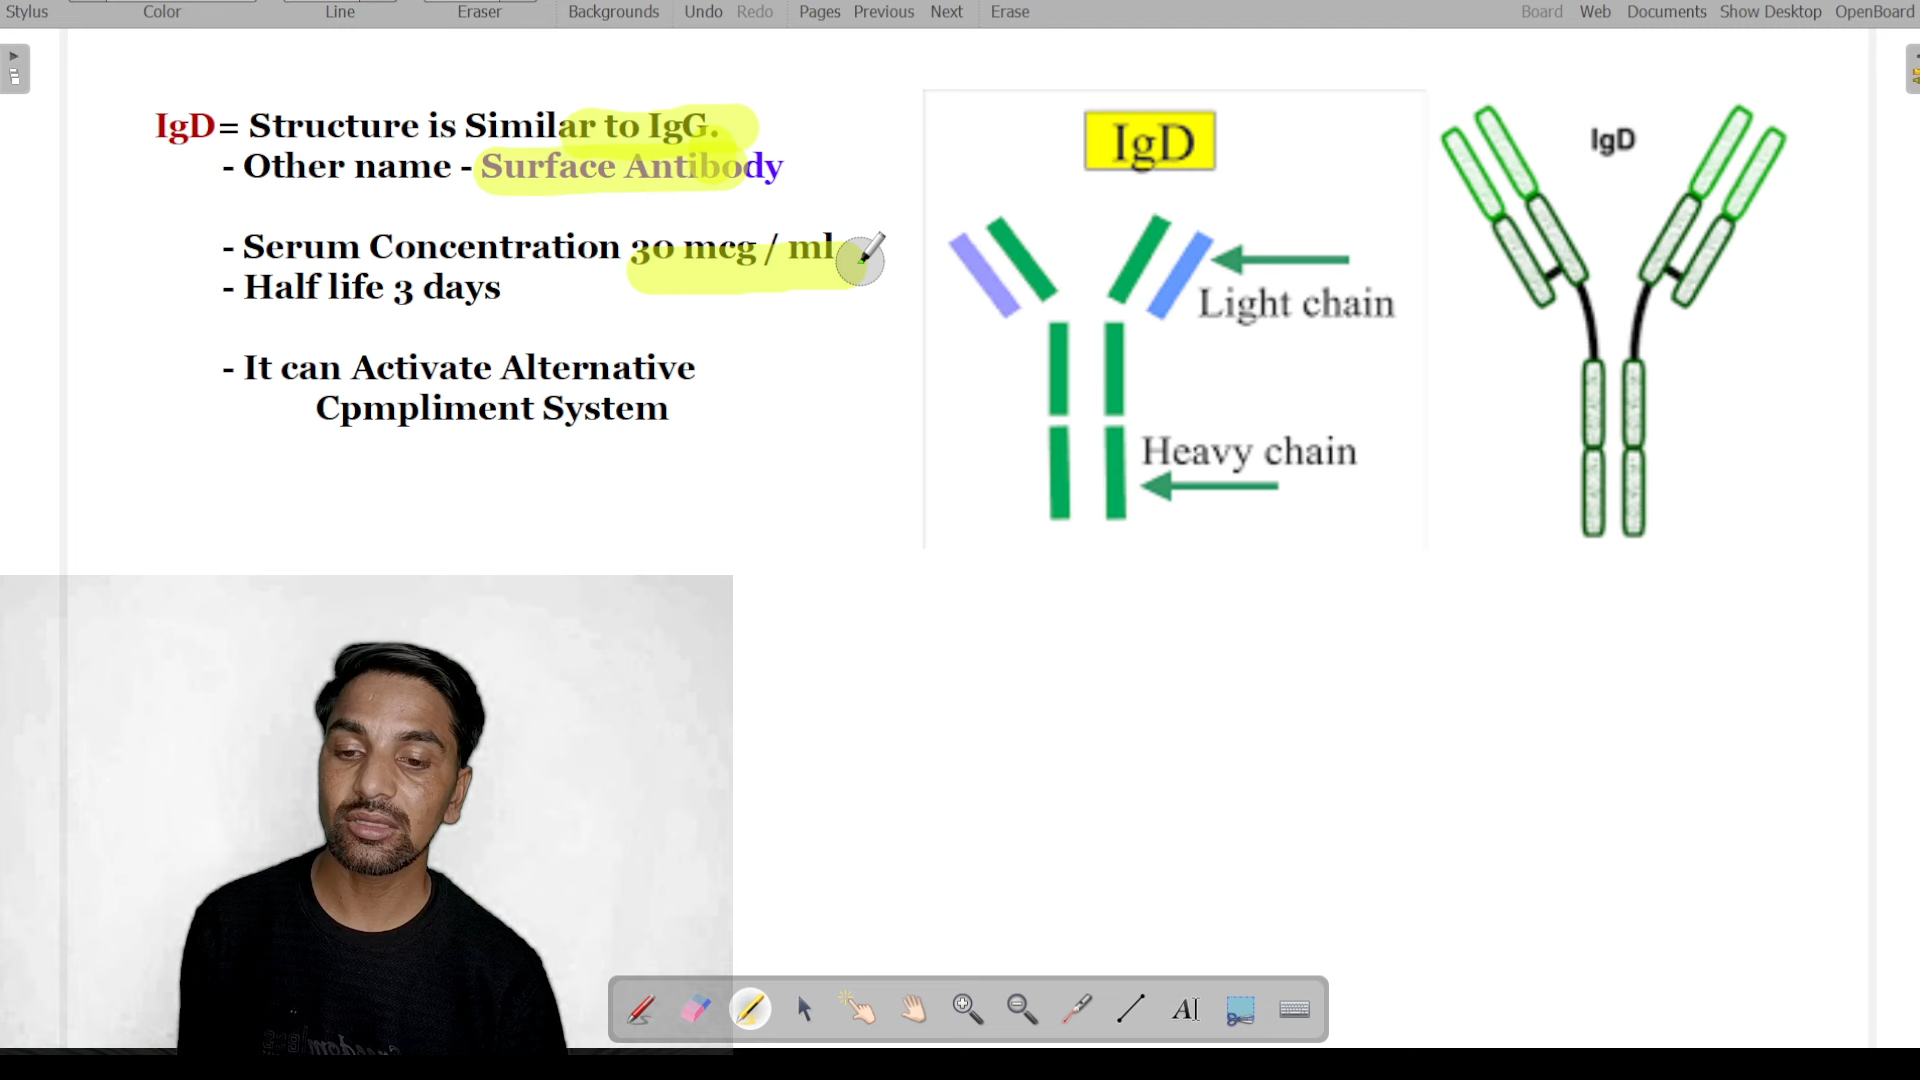 Stylus Color Line Eraser Backgrounds Undo Redo Pages Previous Next Erase Board Web Documents Show Desktop OpenBoard
IgD= Structure is Similar to IgG.
- Other name - Surface Antibody
- Serum Concentration 30 mcg / ml
- Half life 3 days
- It can Activate Alternative
Cpmpliment System
IgD
Light chain
Heavy chain
IgD
AI